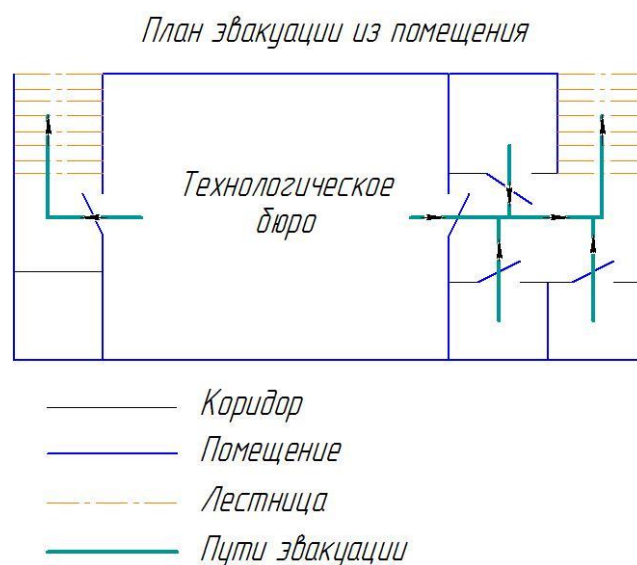 План эвакуации из помещения
Технологическое
бюро
Коридор
Помещение
Лестница
Пути эвакуации